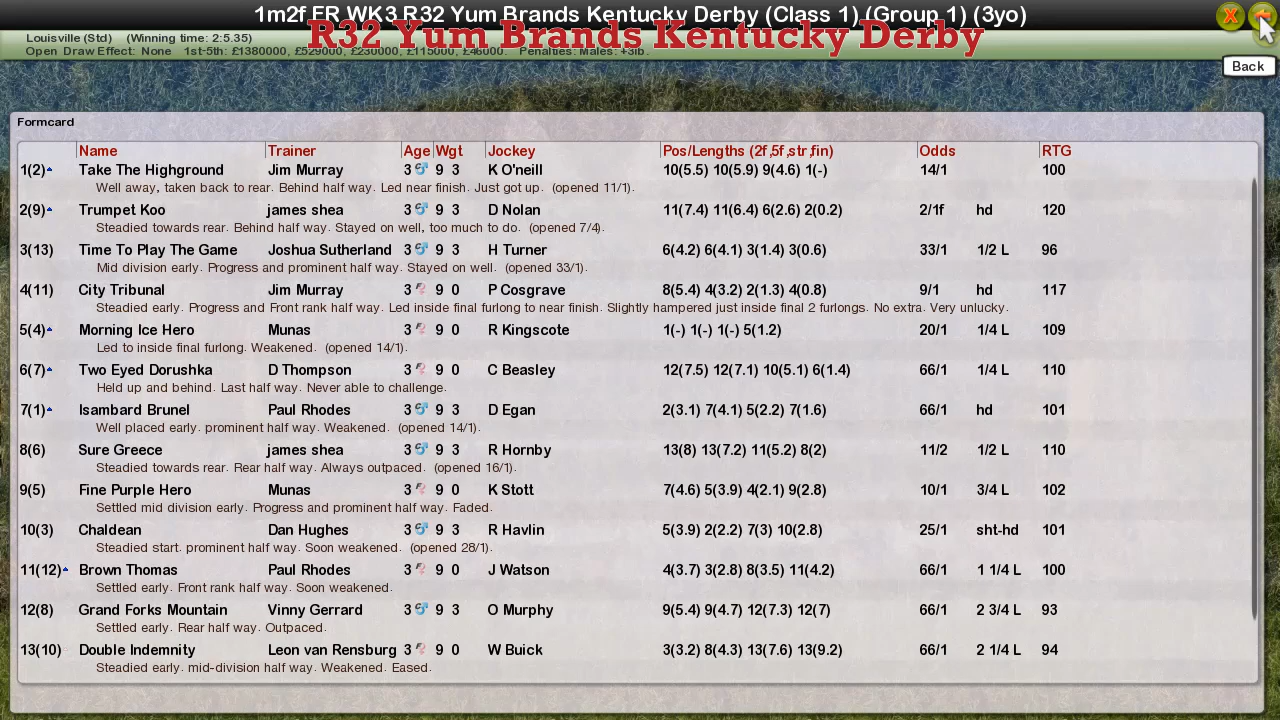 1m2f FR WK3 R32 Yum Brands Kentucky Derby (Class 1) (Group 1) (3yo)
R32 Yum Brands Kentucky Derby
Louisville (Std) (Winning time: 2:5.35)
Open Draw Effect: None 1st-5th: £1380000, £529000, £230000, £115000, £46000. Penalties: Males: +3lb.
Back
Formcard
Name Trainer Age Wgt Jockey Pos/Lengths (2f,5f,str,fin) Odds RTG
1(2) Take The Highground Jim Murray 3 9 3 K O'neill 10(5.5) 10(5.9) 9(4.6) 1(-) 14/1 100
Well away, taken back to rear. Behind half way. Led near finish. Just got up. (opened 11/1).
2(9) Trumpet Koo james shea 3 9 3 D Nolan 11(7.4) 11(6.4) 6(2.6) 2(0.2) 2/1f hd 120
Steadied towards rear. Behind half way. Stayed on well, too much to do. (opened 7/4).
3(13) Time To Play The Game Joshua Sutherland 3 9 3 H Turner 6(4.2) 6(4.1) 3(1.4) 3(0.6) 33/1 1/2 L 96
Mid division early. Progress and prominent half way. Stayed on well. (opened 33/1).
4(11) City Tribunal Jim Murray 3 9 0 P Cosgrave 8(5.4) 4(3.2) 2(1.3) 4(0.8) 9/1 hd 117
Steadied early. Progress and Front rank half way. Led inside final furlong to near finish. Slightly hampered just inside final 2 furlongs. No extra. Very unlucky.
5(4) Morning Ice Hero Munas 3 9 0 R Kingscote 1(-) 1(-) 1(-) 5(1.2) 20/1 1/4 L 109
Led to inside final furlong. Weakened. (opened 14/1).
6(7) Two Eyed Dorushka D Thompson 3 9 0 C Beasley 12(7.5) 12(7.1) 10(5.1) 6(1.4) 66/1 1/4 L 110
Held up and behind. Last half way. Never able to challenge.
7(1) Isambard Brunel Paul Rhodes 3 9 3 D Egan 2(3.1) 7(4.1) 5(2.2) 7(1.6) 66/1 hd 101
Well placed early. prominent half way. Weakened. (opened 14/1).
8(6) Sure Greece james shea 3 9 3 R Hornby 13(8) 13(7.2) 11(5.2) 8(2) 11/2 1/2 L 110
Steadied towards rear. Rear half way. Always outpaced. (opened 16/1).
9(5) Fine Purple Hero Munas 3 9 0 K Stott 7(4.6) 5(3.9) 4(2.1) 9(2.8) 10/1 3/4 L 102
Settled mid division early. Progress and prominent half way. Faded.
10(3) Chaldean Dan Hughes 3 9 3 R Havlin 5(3.9) 2(2.2) 7(3) 10(2.8) 25/1 sht-hd 101
Steadied start. prominent half way. Soon weakened. (opened 28/1).
11(12) Brown Thomas Paul Rhodes 3 9 0 J Watson 4(3.7) 3(2.8) 8(3.5) 11(4.2) 66/1 1 1/4 L 100
Settled early. Front rank half way. Soon weakened.
12(8) Grand Forks Mountain Vinny Gerrard 3 9 3 O Murphy 9(5.4) 9(4.7) 12(7.3) 12(7) 66/1 2 3/4 L 93
Settled early. Rear half way. Outpaced.
13(10) Double Indemnity Leon van Rensburg 3 9 0 W Buick 3(3.2) 8(4.3) 13(7.6) 13(9.2) 66/1 2 1/4 L 94
Steadied early. mid-division half way. Weakened. Eased.